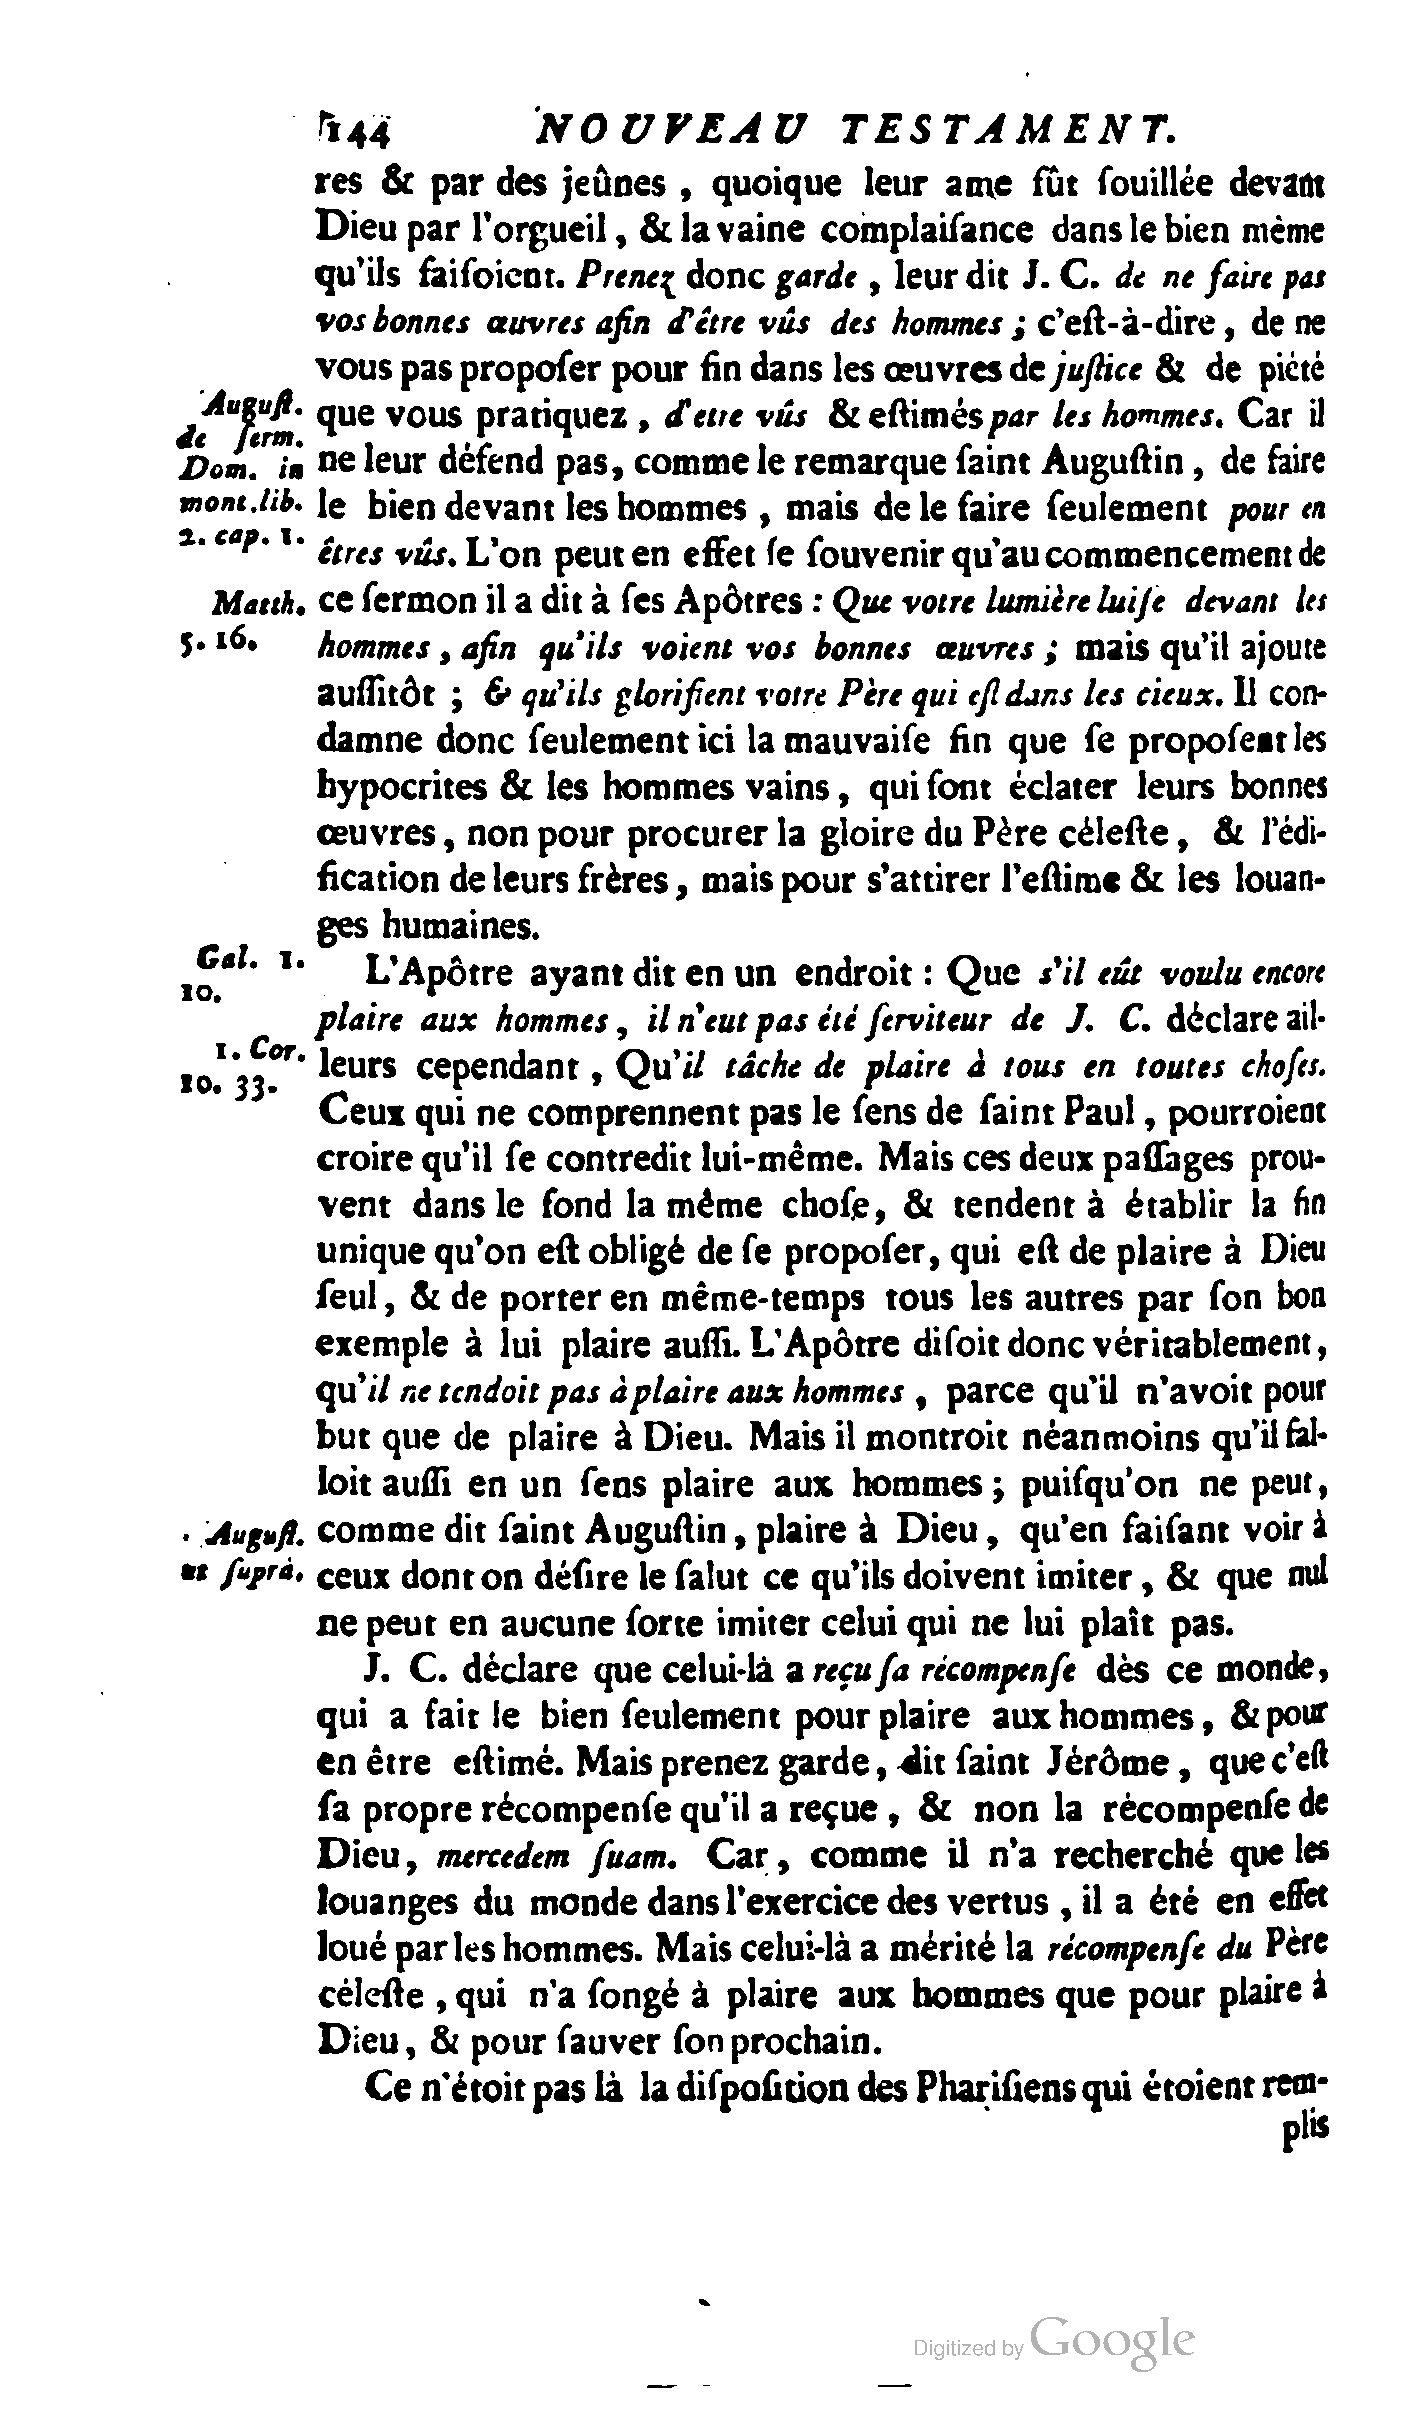 144 NOUVEAU TESTAMENT.
res & par des jeûnes, quoique leur ame fût ſouillée devant
Dieu par l'orgueil, & la vaine complaiſance dans le bien même
qu'ils faiſoient. Prenez donc garde, leur dit J. C. de ne faire pas
vos bonnes œuvres afin d'être vûs des hommes; c'eſt-à-dire, de ne
vous pas propoſer pour fin dans les œuvres de juſtice & de piété
Auguſt.
de ſerm.
Dom. in
mont. lib.
2. cap. 1.
que vous pratiquez, d'etre vûs & eſtimés par les hommes. Car il
ne leur défend pas, comme le remarque ſaint Auguſtin, de faire
le bien devant les hommes, mais de le faire ſeulement pour en
êtres vûs. L'on peut en effet ſe ſouvenir qu'au commencement de
Matth.
5. 16.
ce ſermon il a dit à ſes Apôtres : Que votre lumière luiſe devant les
hommes, afin qu'ils voient vos bonnes œuvres; mais qu'il ajoute
auſſitôt ; & qu'ils glorifient votre Père qui eſt dans les cieux. Il con-
damne donc ſeulement ici la mauvaiſe fin que ſe propoſent les
hypocrites & les hommes vains, qui font éclater leurs bonnes
œuvres, non pour procurer la gloire du Père céleſte, & l'édi-
fication de leurs frères, mais pour s'attirer l'eſtime & les louan-
ges humaines.
Gal. 1.
10.
L'Apôtre ayant dit en un endroit : Que s'il eût voulu encore
plaire aux hommes, il n'eut pas été ſerviteur de J. C. déclare ail-
1. Cor.
10. 33.
leurs cependant, Qu'il tâche de plaire à tous en toutes choſes.
Ceux qui ne comprennent pas le ſens de ſaint Paul, pourroient
croire qu'il ſe contredit lui-même. Mais ces deux paſſages prou-
vent dans le fond la même choſe, & tendent à établir la fin
unique qu'on eſt obligé de ſe propoſer, qui eſt de plaire à Dieu
ſeul, & de porter en même-temps tous les autres par ſon bon
exemple à lui plaire auſſi. L'Apôtre diſoit donc véritablement,
qu'il ne tendoit pas à plaire aux hommes, parce qu'il n'avoit pour
but que de plaire à Dieu. Mais il montroit néanmoins qu'il fal-
loit auſſi en un ſens plaire aux hommes; puiſqu'on ne peut,
Auguſt.
ut ſuprà.
comme dit ſaint Auguſtin, plaire à Dieu, qu'en faiſant voir à
ceux dont on déſire le ſalut ce qu'ils doivent imiter, & que nul
ne peut en aucune ſorte imiter celui qui ne lui plaît pas.
J. C. déclare que celui-là a reçu ſa récompenſe dès ce monde,
qui a fait le bien ſeulement pour plaire aux hommes, & pour
en être eſtimé. Mais prenez garde, dit ſaint Jérôme, que c'eſt
ſa propre récompenſe qu'il a reçue, & non la récompenſe de
Dieu, mercedem ſuam. Car, comme il n'a recherché que les
louanges du monde dans l'exercice des vertus, il a été en effet
loué par les hommes. Mais celui-là a mérité la récompenſe du Père
céleſte, qui n'a ſongé à plaire aux hommes que pour plaire à
Dieu, & pour ſauver ſon prochain.
Ce n'étoit pas là la diſpoſition des Phariſiens qui étoient rem-
plis
Digitized by Google